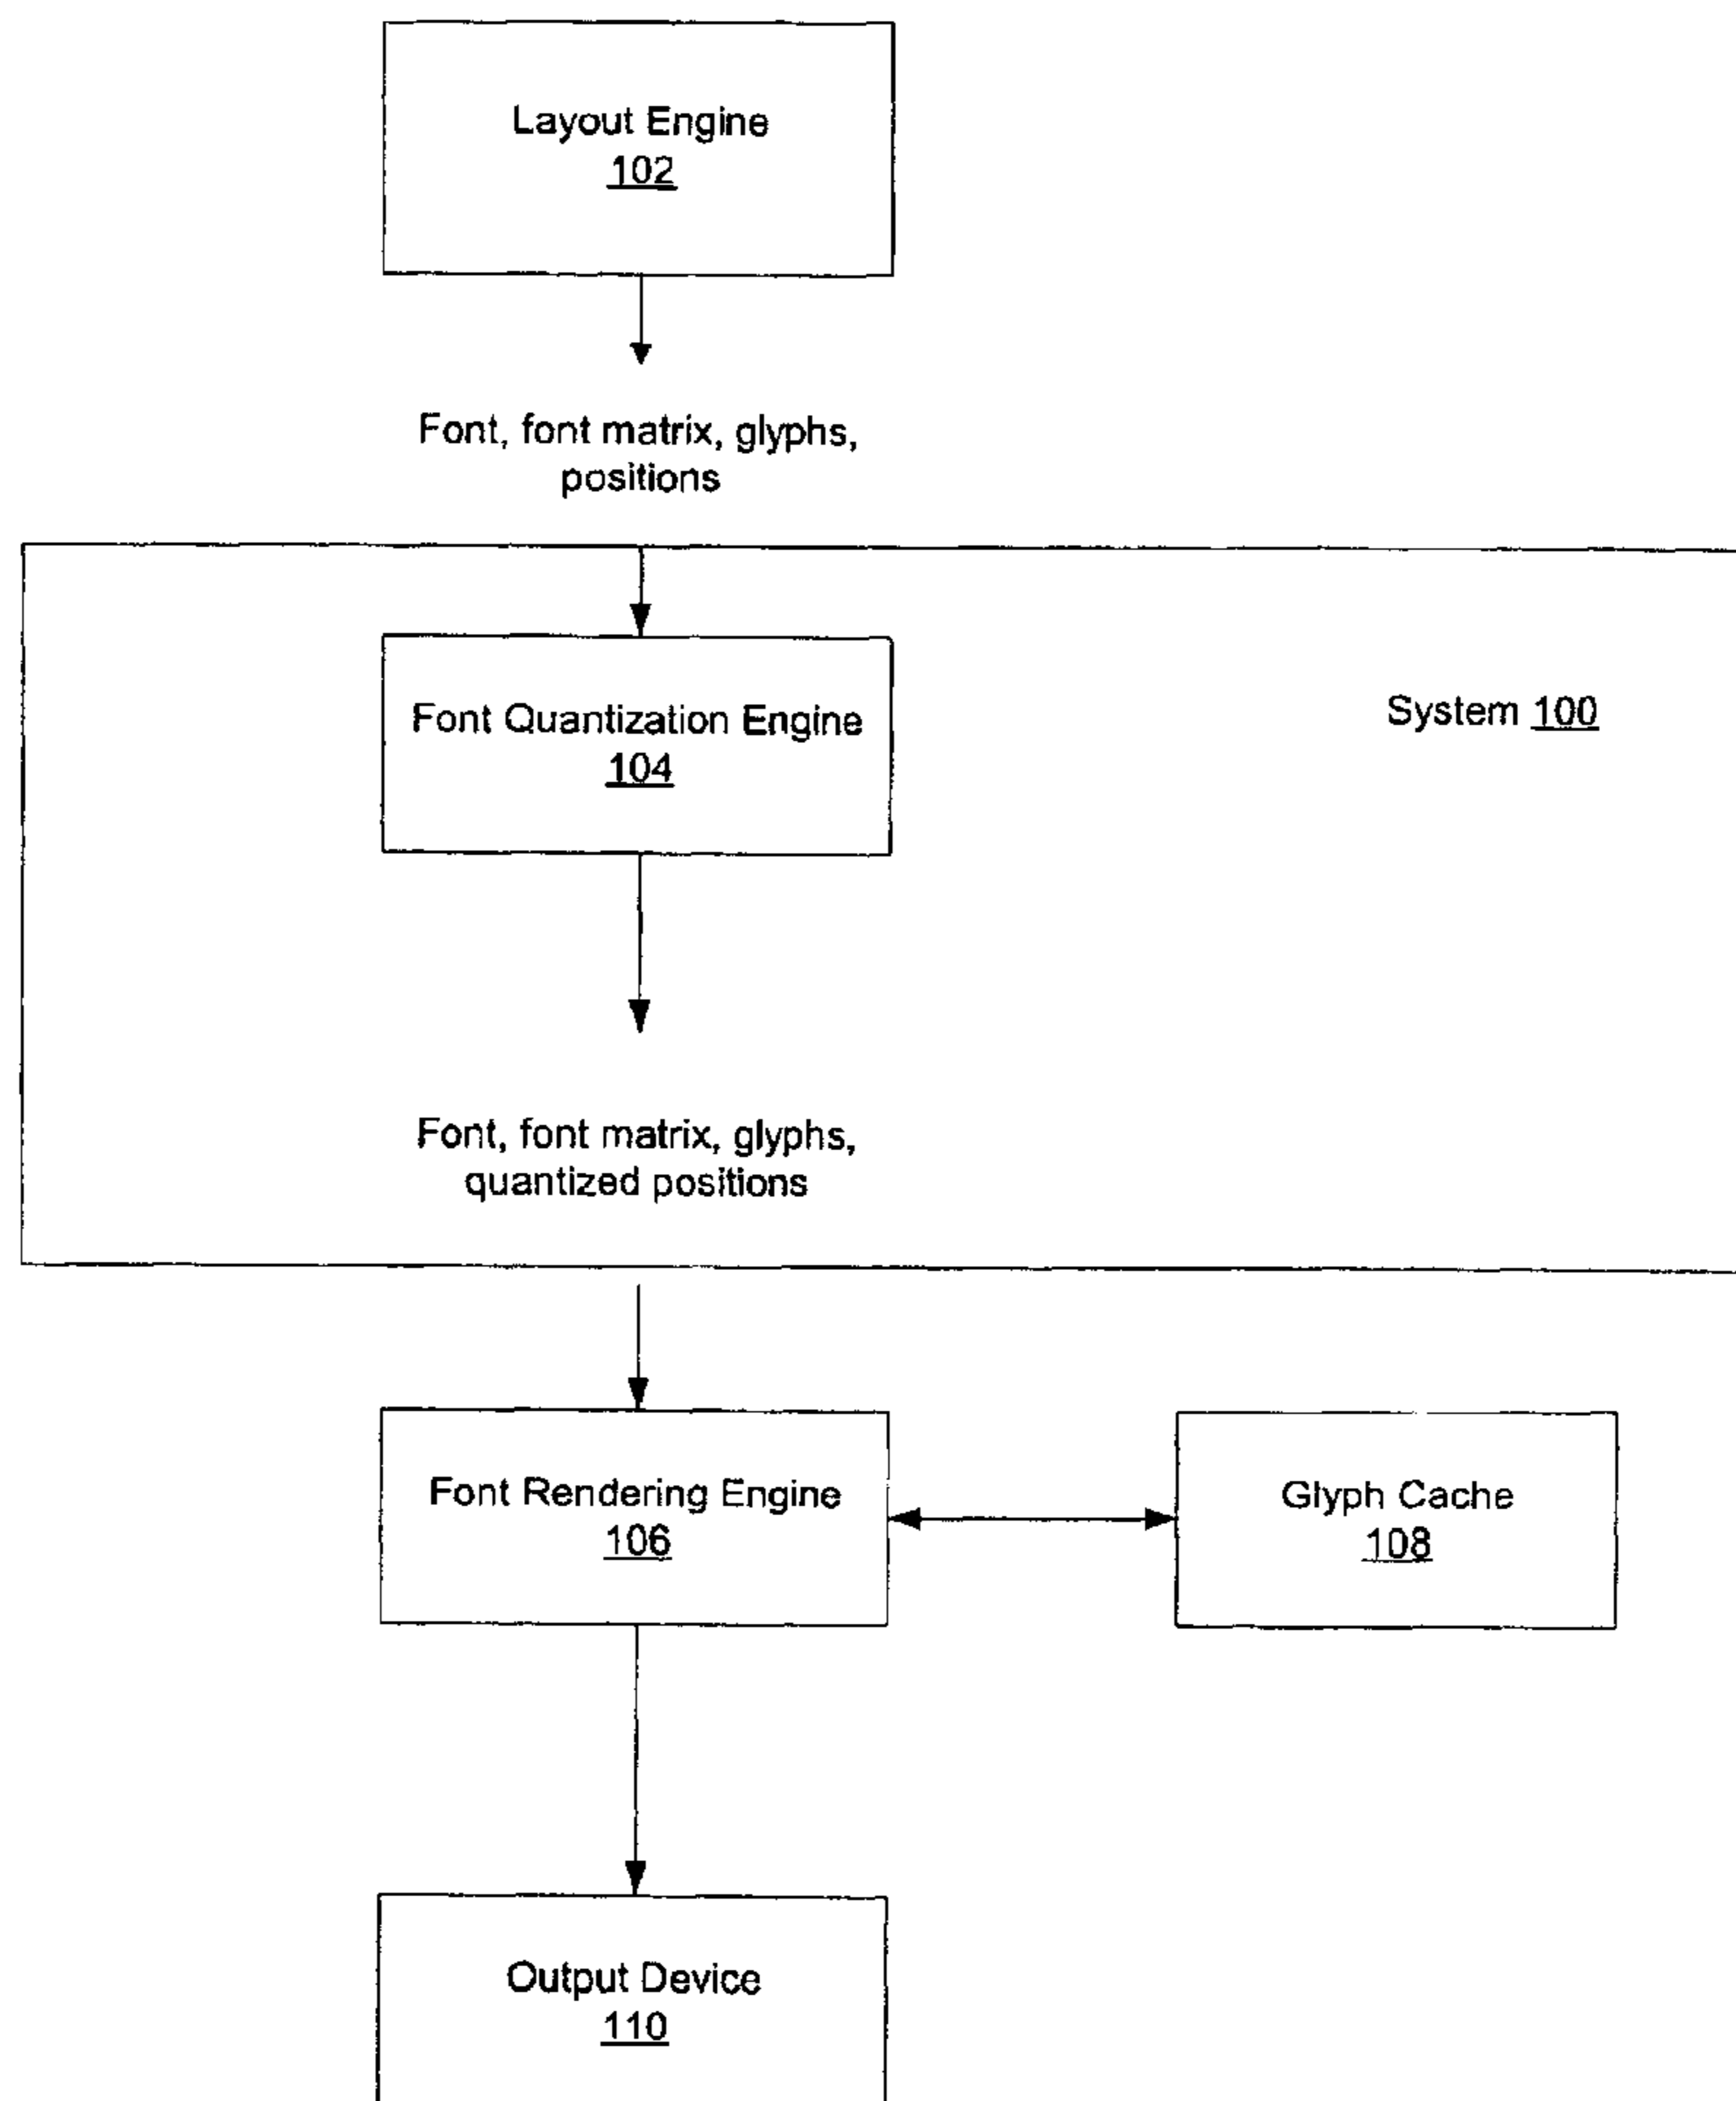 Layout Engine
102
Font, font matrix, glyphs,
positions
Font Quantization Engine
104
System 100
Font, font matrix, glyphs,
quantized positions
Font Rendering Engine
106
Glyph Cache
108
Output Device
110